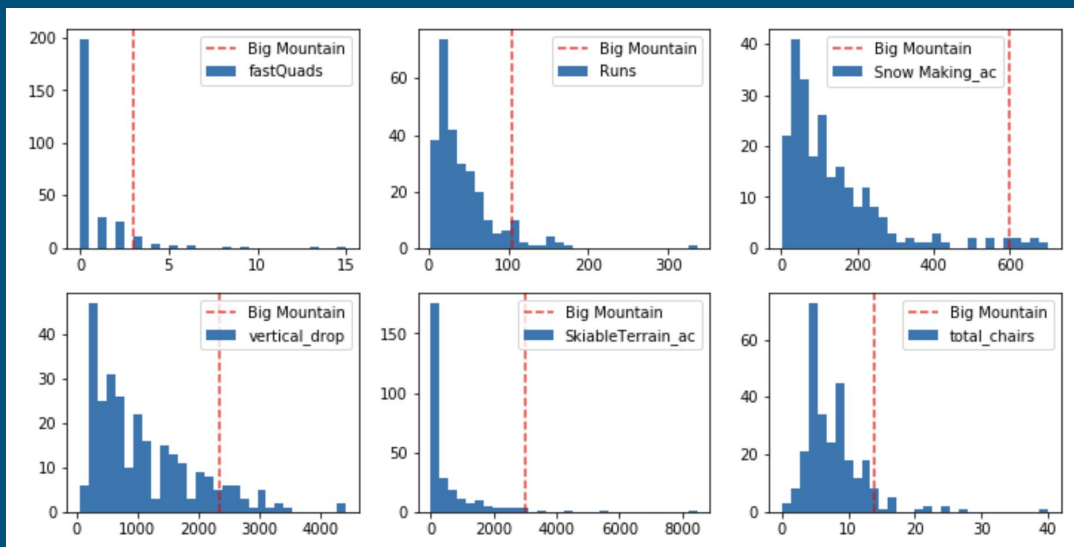 200
150
100
50
0
0 5 10 15
Big Mountain
fastQuads
60
40
20
0
0 100 200 300
Big Mountain
Runs
40
30
20
10
0
0 200 400 600
Big Mountain
Snow Making_ac
40
30
20
10
0
0 1000 2000 3000 4000
Big Mountain
vertical_drop
150
100
50
0
0 2000 4000 6000 8000
Big Mountain
SkiableTerrain_ac
60
40
20
0
0 10 20 30 40
Big Mountain
total_chairs